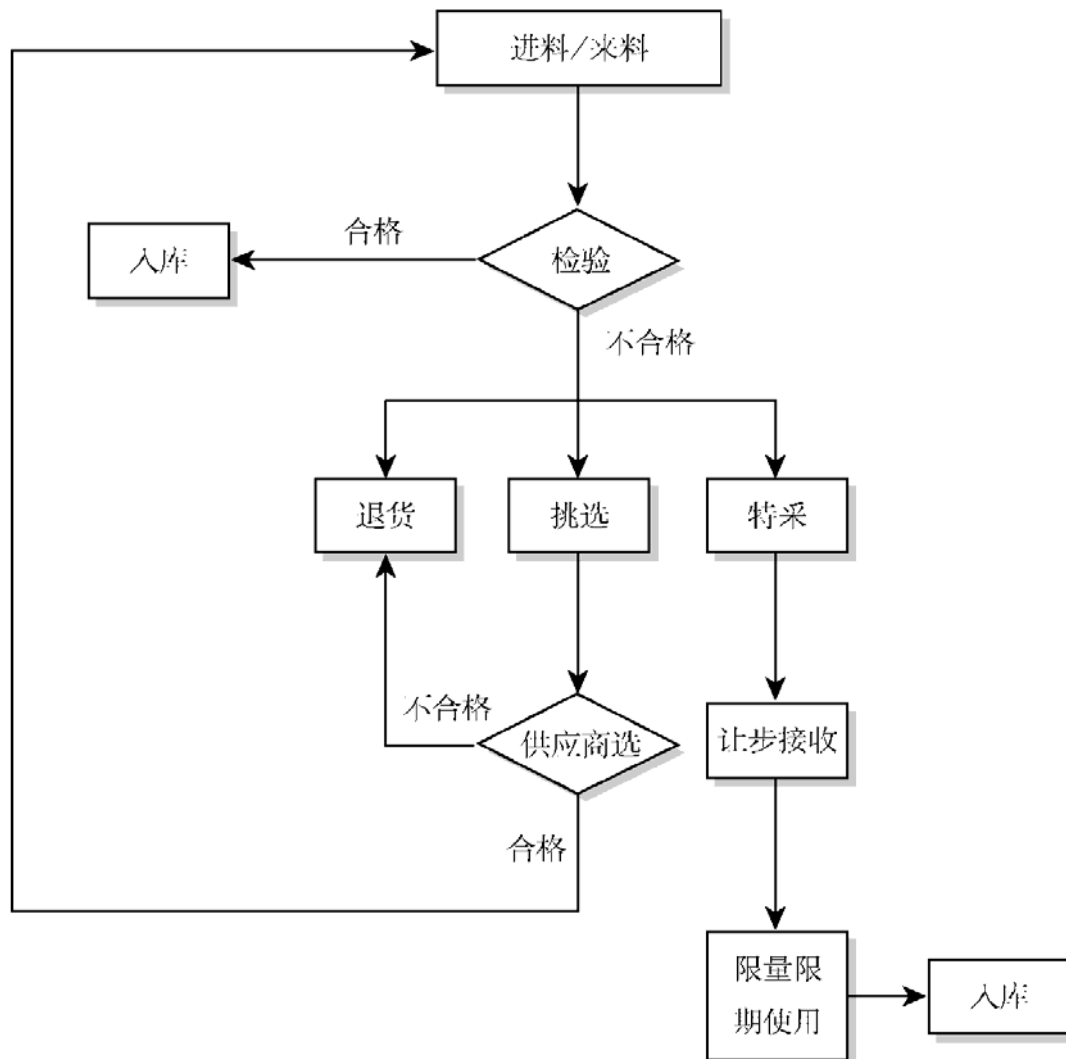 进料/来料
合格
入库
检验
不合格
退货
挑选
特采
不合格
供应商选
让步接收
合格
限量限
期使用
入库